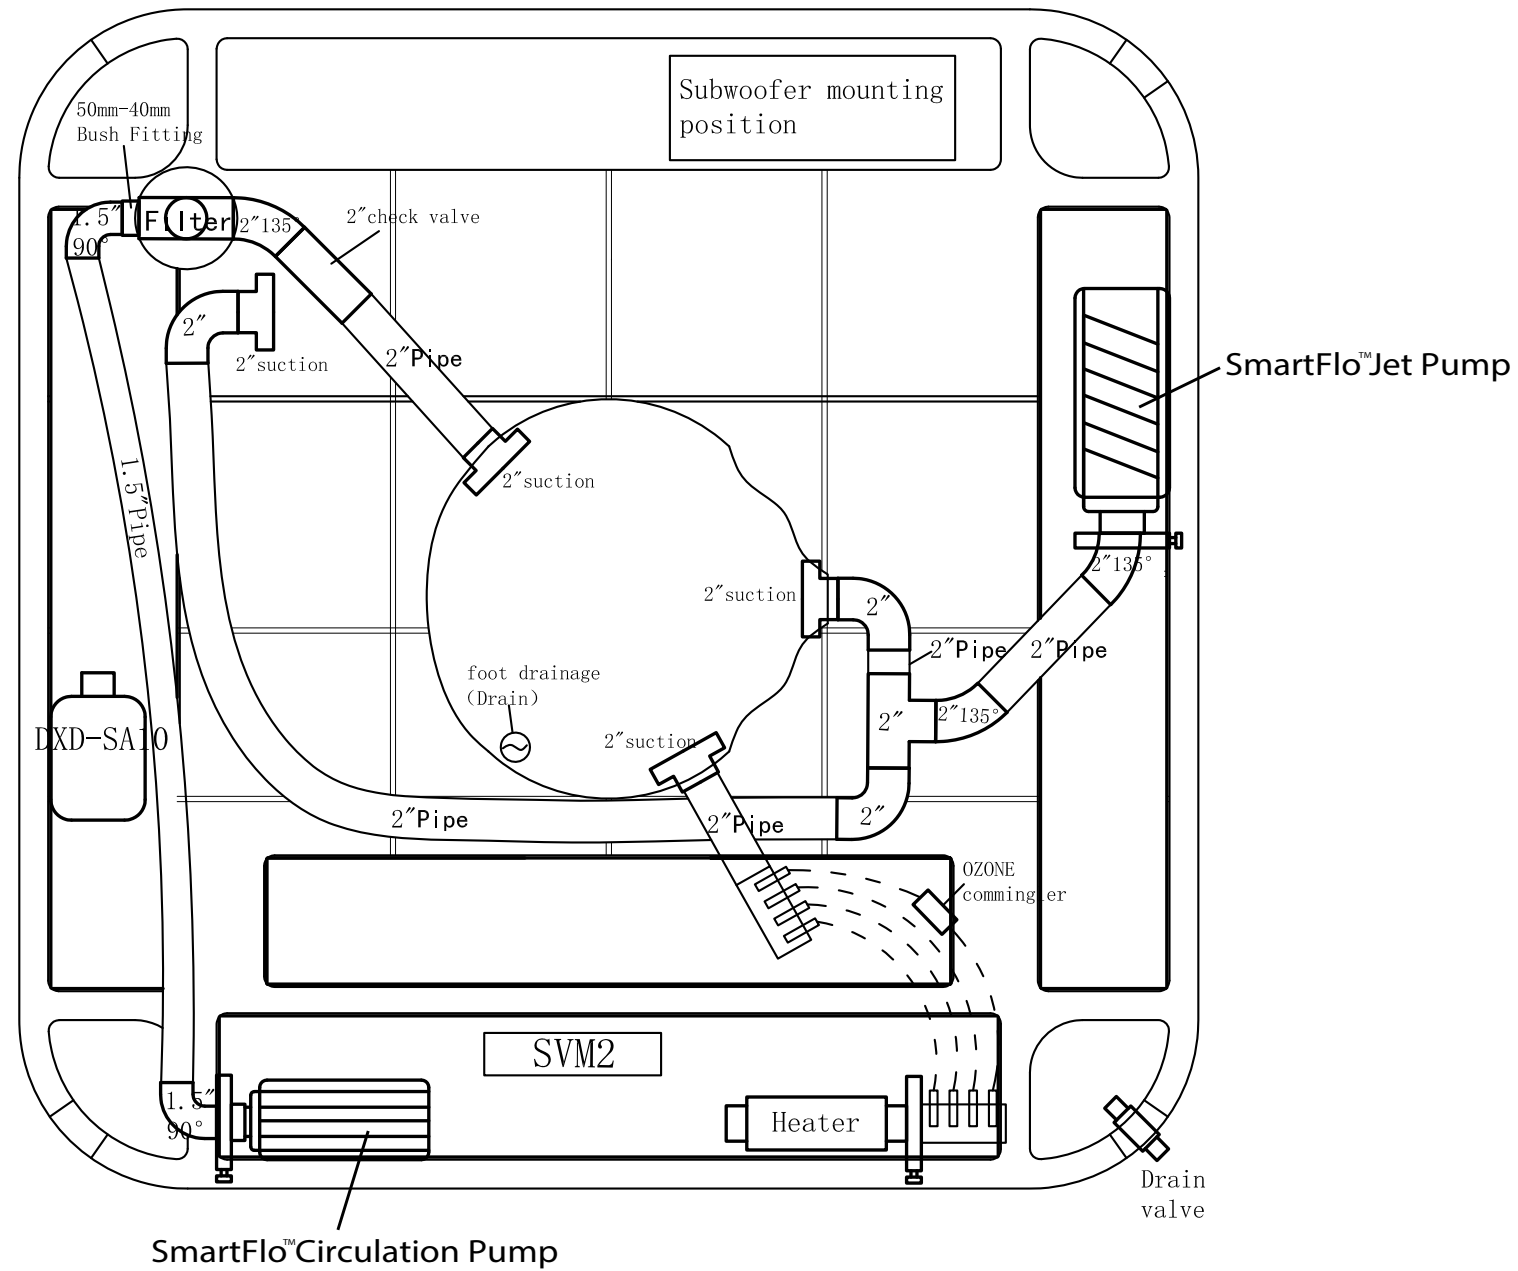 Subwoofer mounting
position
50mm-40mm
Bush Fitting
1.5"
90°
Filter
2"135°
2"check valve
2"
2"suction
2"Pipe
SmartFlo™Jet Pump
2"suction
1.5"Pipe
2"135°
2"suction
2"
2"Pipe
2"Pipe
foot drainage
(Drain)
2"
2"135°
2"suction
DXD-SA10
2"Pipe
2"Pipe
2"
OZONE
commingler
SVM2
1.5"
90°
Heater
Drain
valve
SmartFlo™Circulation Pump